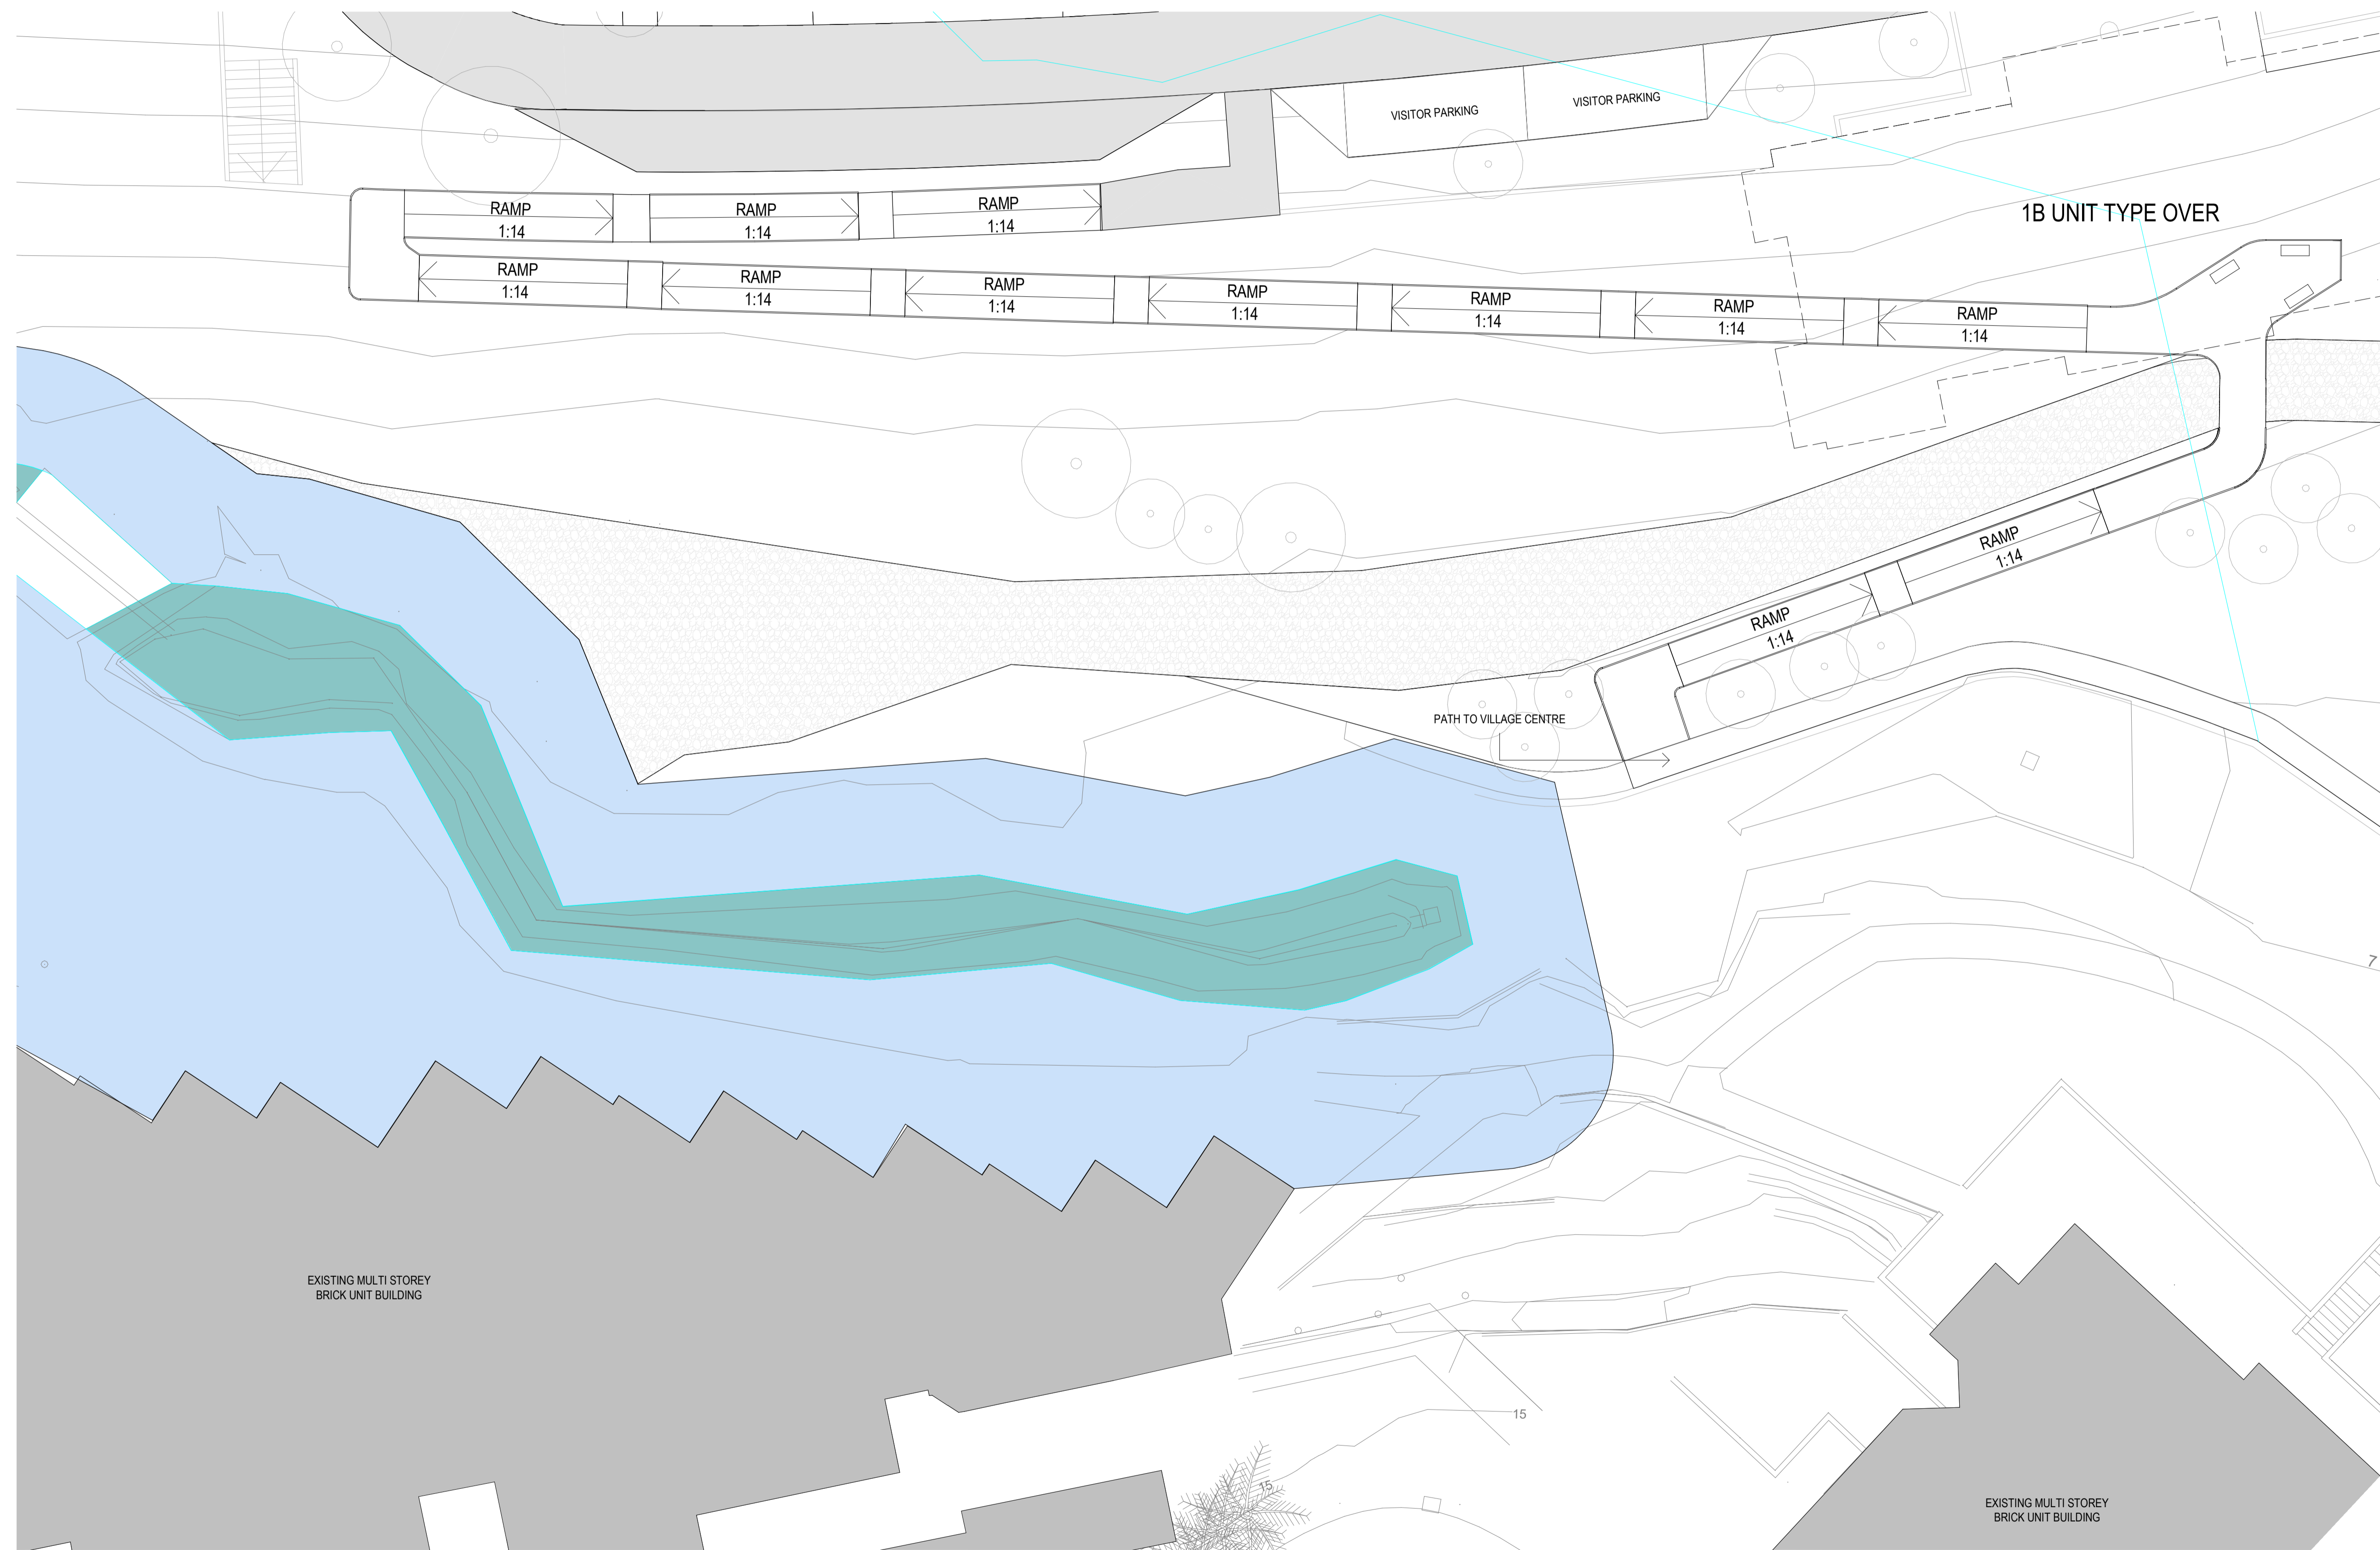 VISITOR PARKING
VISITOR PARKING
1B UNIT TYPE OVER
RAMP
1:14
RAMP
1:14
RAMP
1:14
RAMP
1:14
RAMP
1:14
RAMP
1:14
RAMP
1:14
RAMP
1:14
RAMP
1:14
RAMP
1:14
RAMP
1:14
RAMP
1:14
PATH TO VILLAGE CENTRE
7
EXISTING MULTI STOREY
BRICK UNIT BUILDING
15
15
EXISTING MULTI STOREY
BRICK UNIT BUILDING